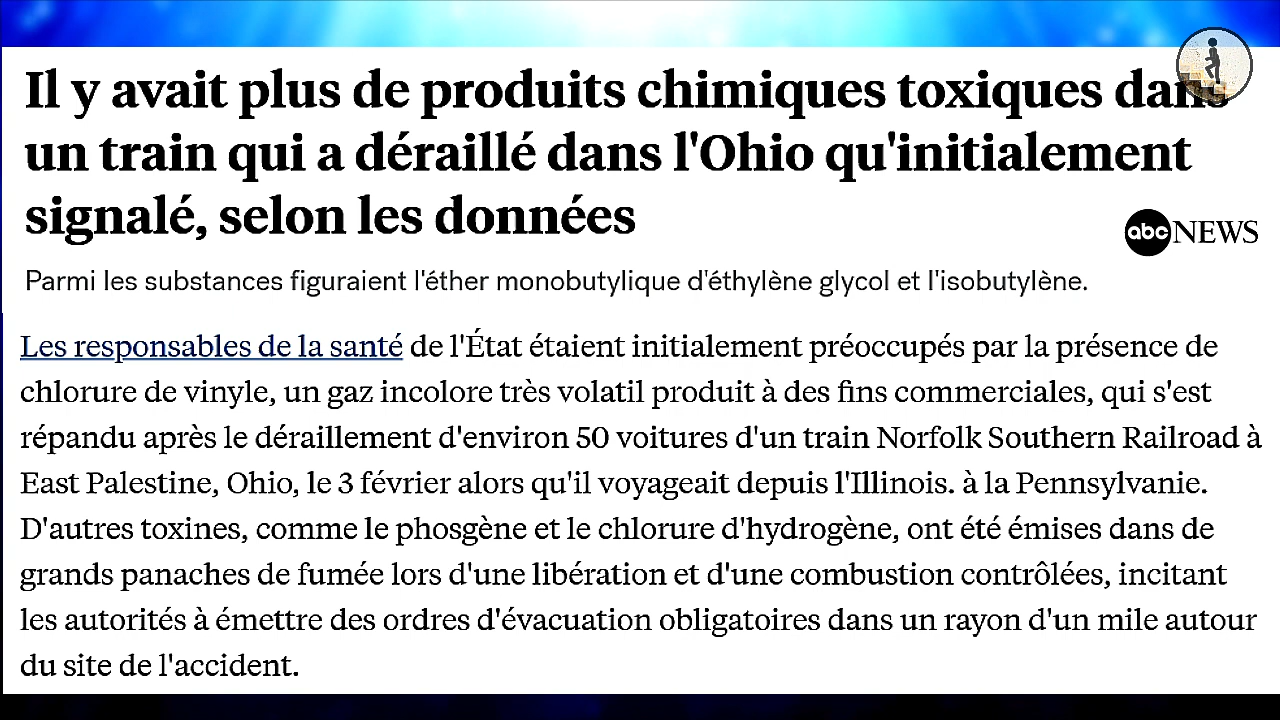 Il y avait plus de produits chimiques toxiques dans
un train qui a déraillé dans l'Ohio qu'initialement
signalé, selon les données
abc NEWS
Parmi les substances figuraient l'éther monobutylique d'éthylène glycol et l'isobutylène.
Les responsables de la santé de l'État étaient initialement préoccupés par la présence de
chlorure de vinyle, un gaz incolore très volatil produit à des fins commerciales, qui s'est
répandu après le déraillement d'environ 50 voitures d'un train Norfolk Southern Railroad à
East Palestine, Ohio, le 3 février alors qu'il voyageait depuis l'Illinois. à la Pennsylvanie.
D'autres toxines, comme le phosgène et le chlorure d'hydrogène, ont été émises dans de
grands panaches de fumée lors d'une libération et d'une combustion contrôlées, incitant
les autorités à émettre des ordres d'évacuation obligatoires dans un rayon d'un mile autour
du site de l'accident.